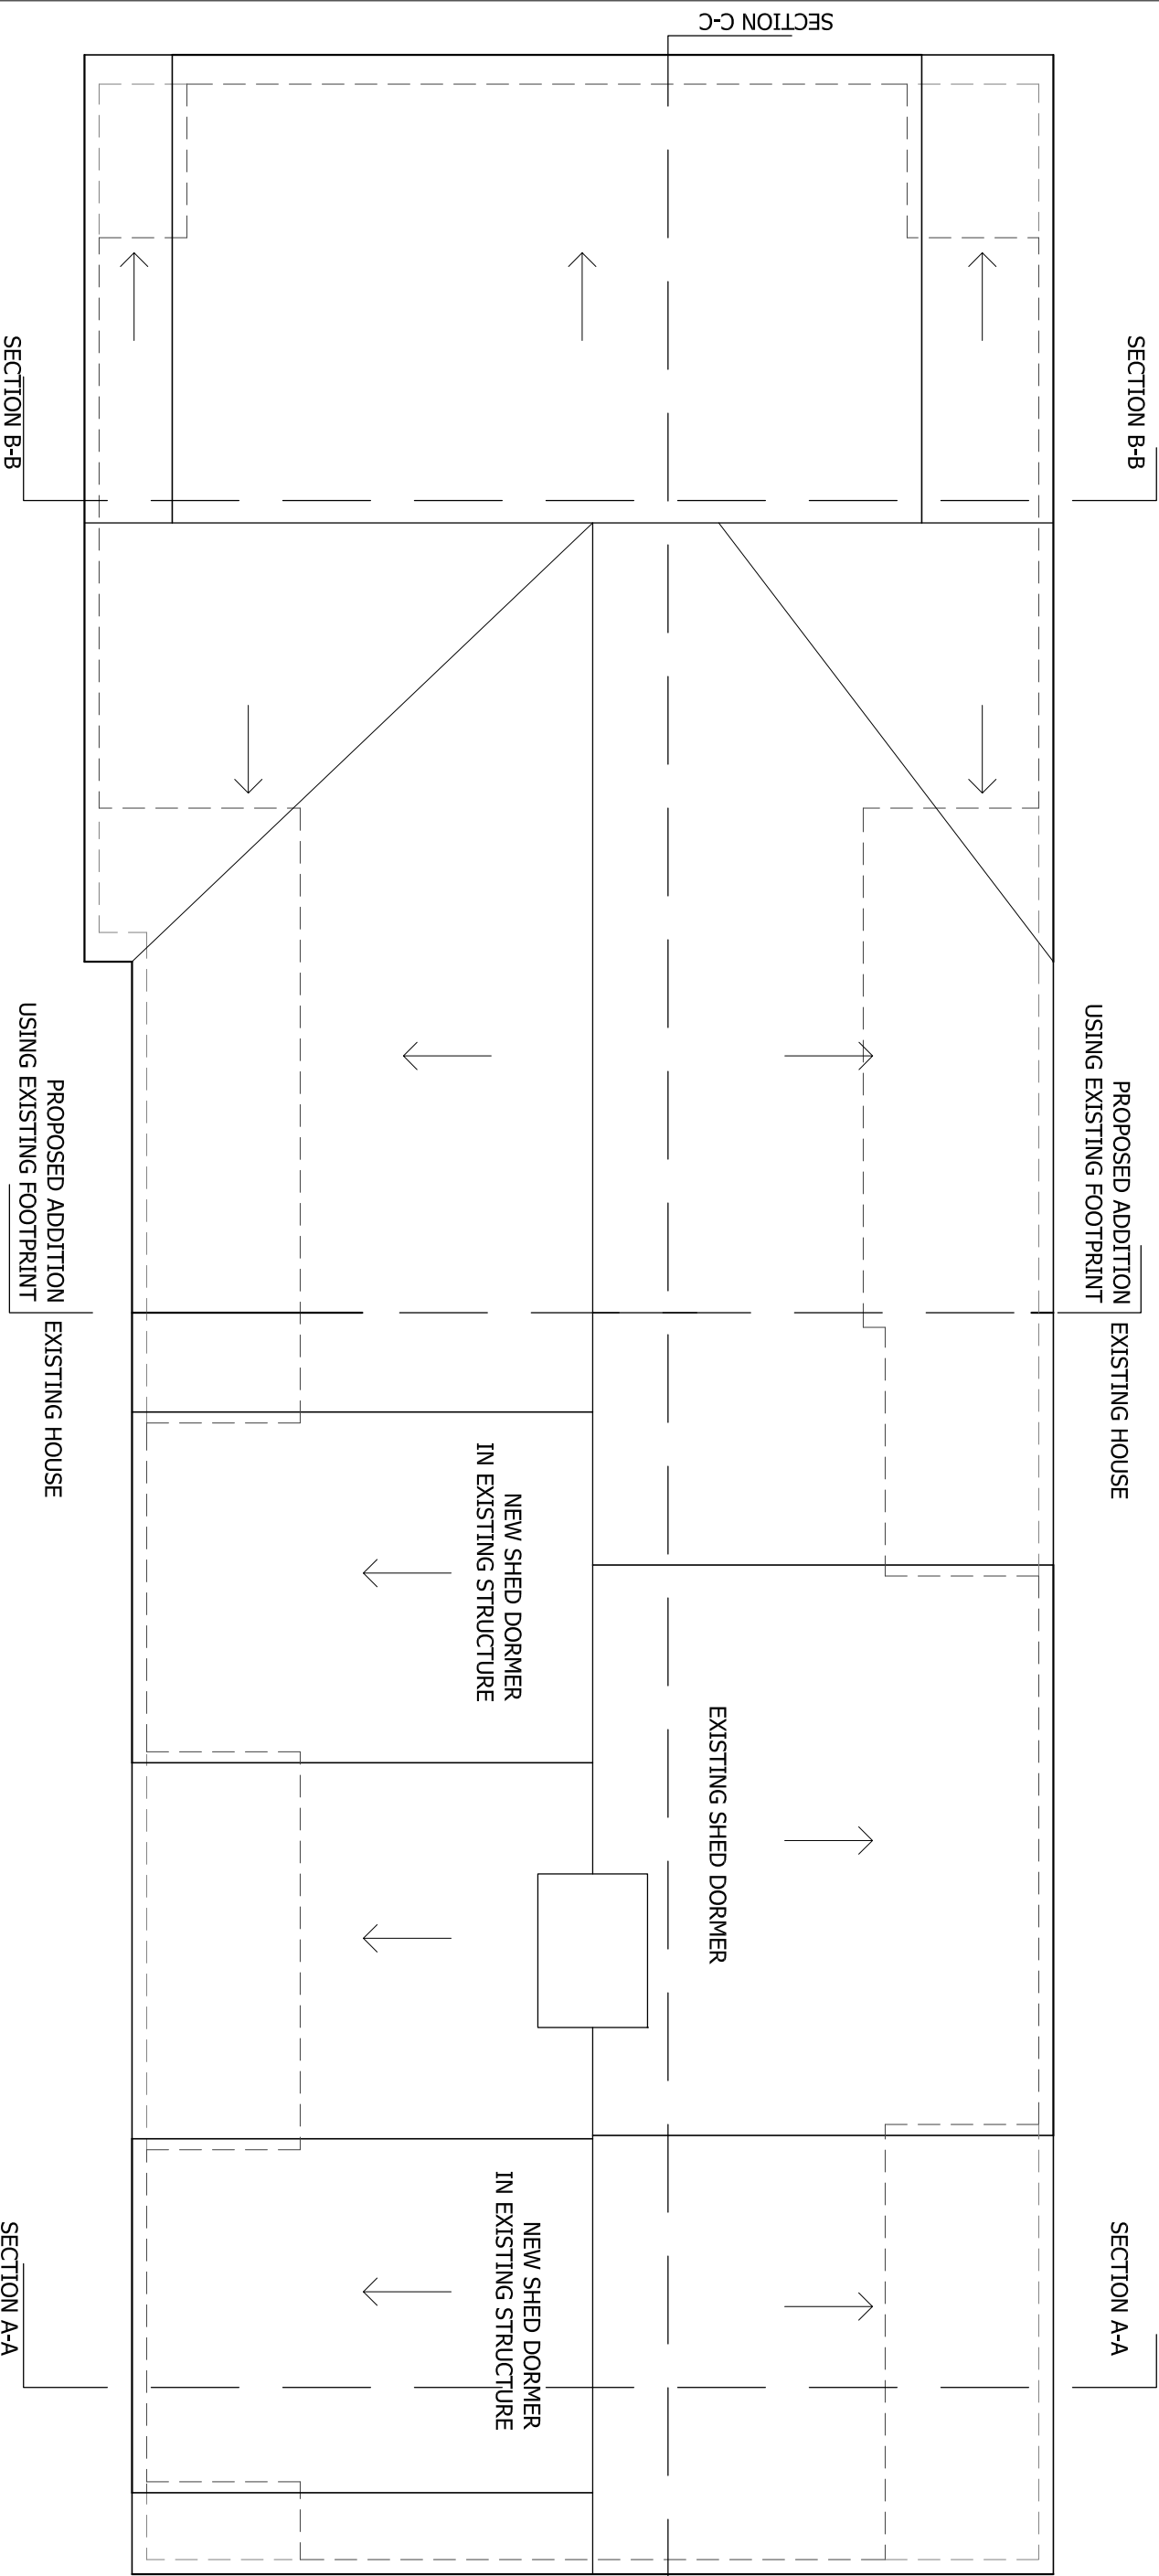 SECTION C-C
SECTION B-B
SECTION B-B
PROPOSED ADDITION
USING EXISTING FOOTPRINT
EXISTING HOUSE
PROPOSED ADDITION
USING EXISTING FOOTPRINT
EXISTING HOUSE
NEW SHED DORMER
IN EXISTING STRUCTURE
EXISTING SHED DORMER
NEW SHED DORMER
IN EXISTING STRUCTURE
SECTION A-A
SECTION A-A